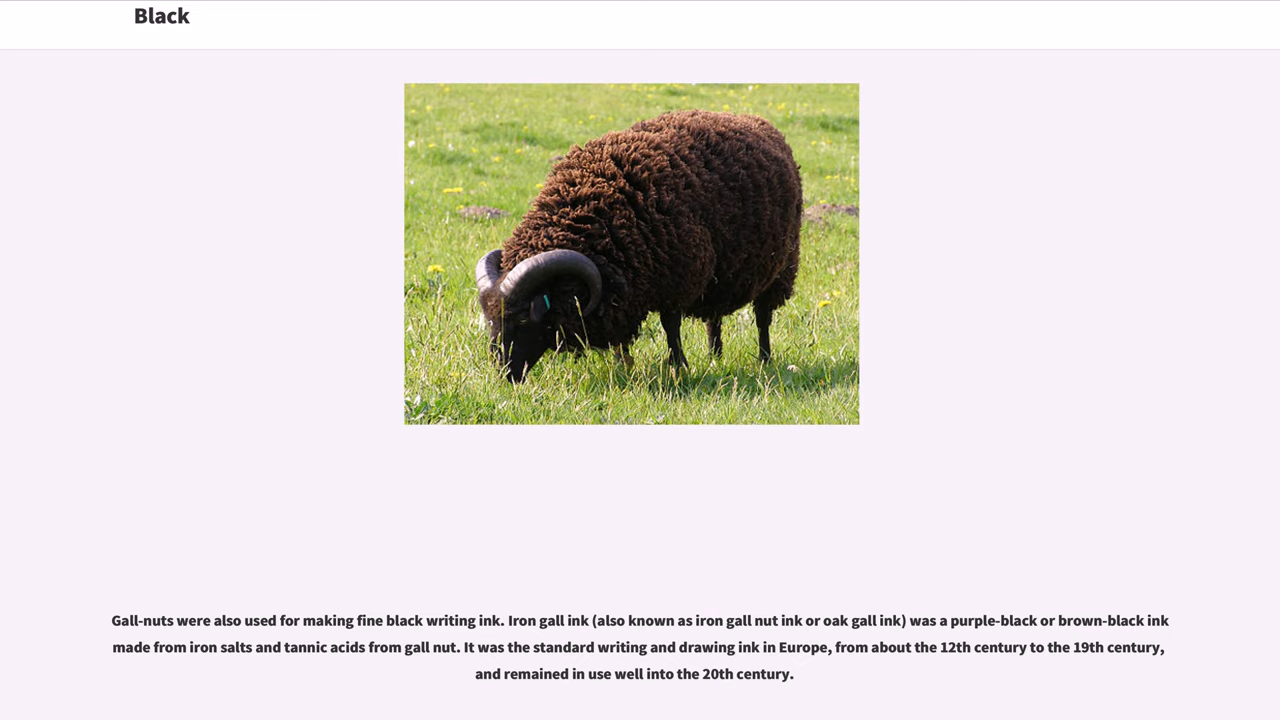 Black
Gall-nuts were also used for making fine black writing ink. Iron gall ink (also known as iron gall nut ink or oak gall ink) was a purple-black or brown-black ink
made from iron salts and tannic acids from gall nut. It was the standard writing and drawing ink in Europe, from about the 12th century to the 19th century,
and remained in use well into the 20th century.